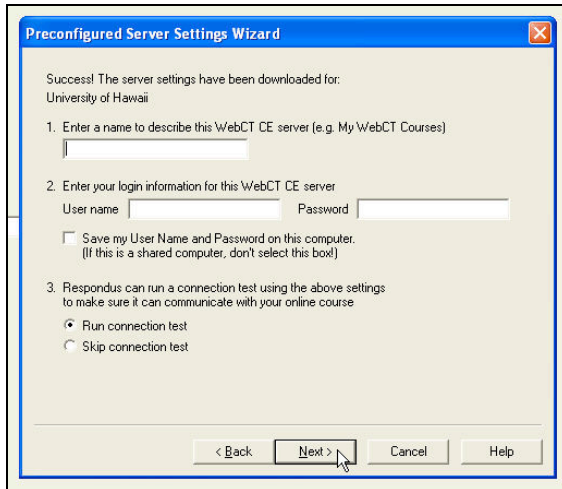 Preconfigured Server Settings Wizard
Success! The server settings have been downloaded for:
University of Hawaii
1. Enter a name to describe this WebCT CE server (e.g. My WebCT Courses)
2. Enter your login information for this WebCT CE server
User name Password
Save my User Name and Password on this computer.
(If this is a shared computer, don't select this box!)
3. Respondus can run a connection test using the above settings
to make sure it can communicate with your online course
Run connection test
Skip connection test
< Back Next > Cancel Help